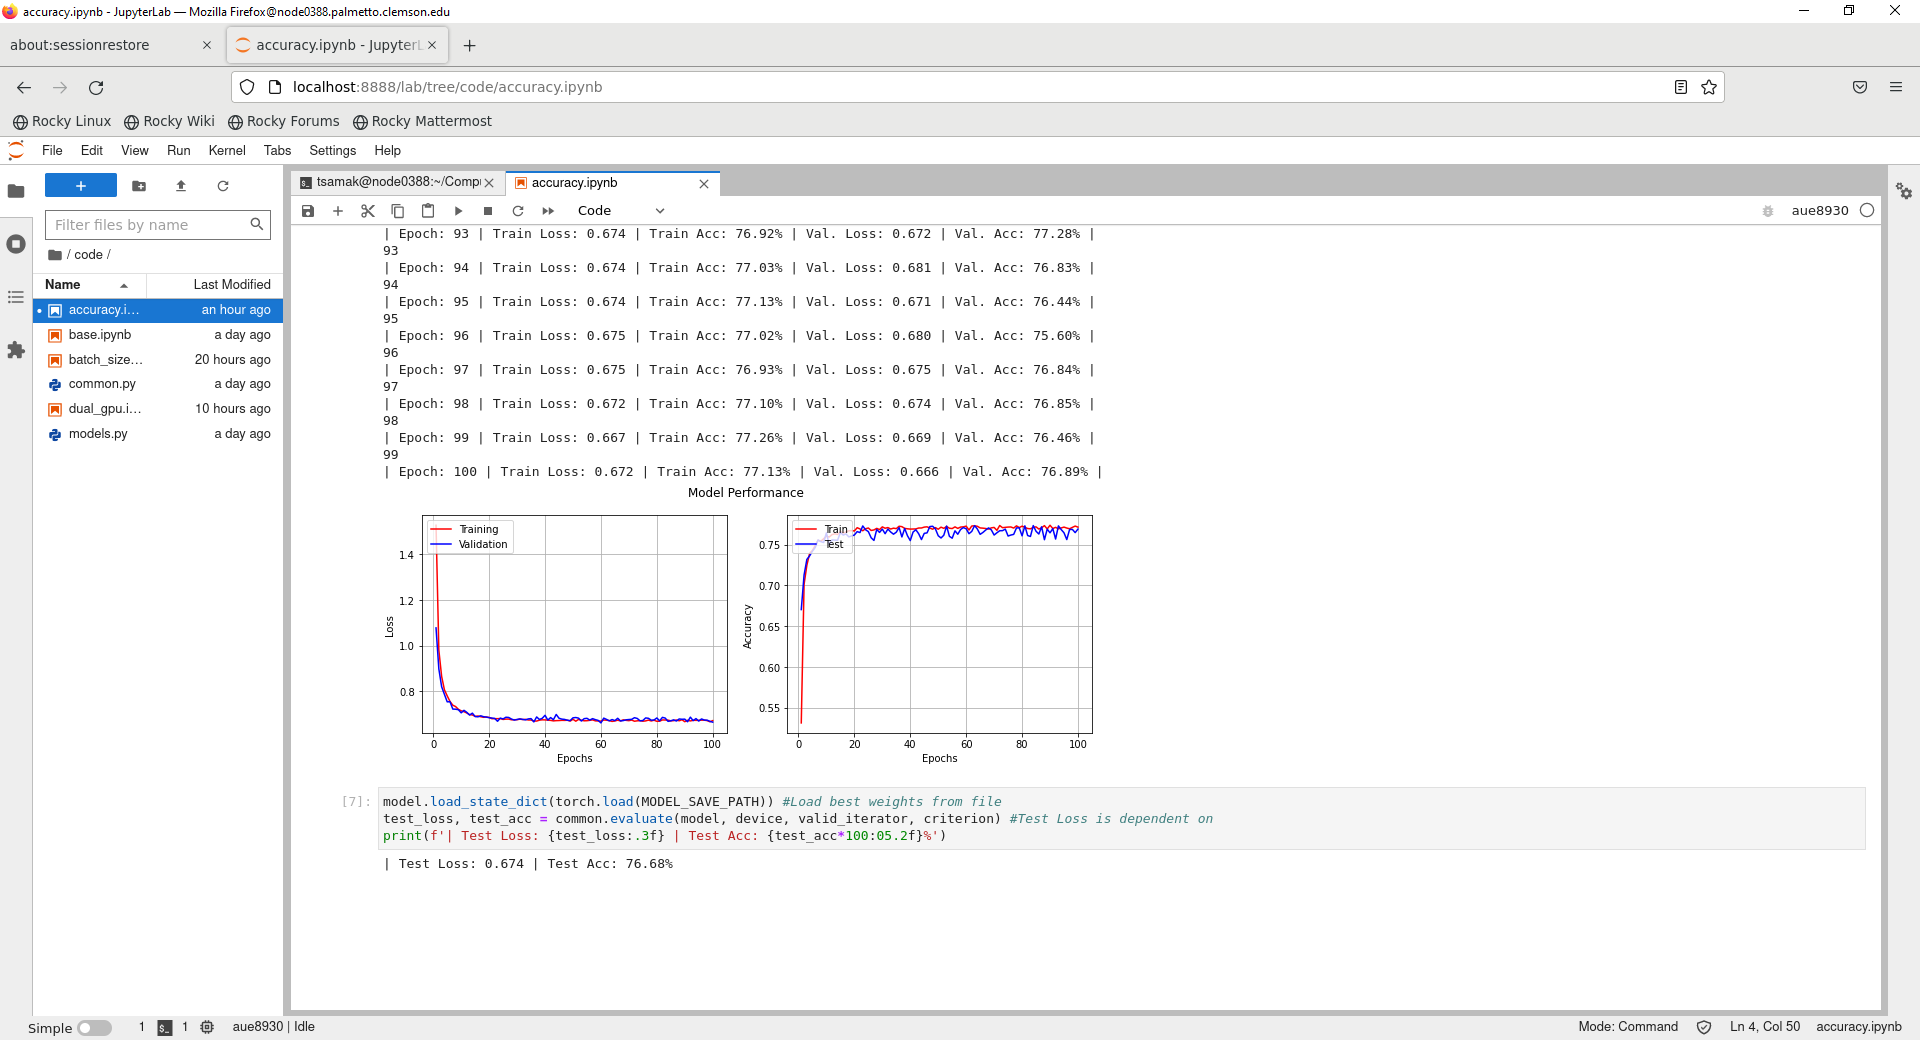 accuracy.ipynb - JupyterLab — Mozilla Firefox@node0388.palmetto.clemson.edu
about:sessionrestore
accuracy.ipynb - JupyterL
localhost:8888/lab/tree/code/accuracy.ipynb
Rocky Linux Rocky Wiki Rocky Forums Rocky Mattermost
File Edit View Run Kernel Tabs Settings Help
tsamak@node0388:~/Comp
accuracy.ipynb
Code
aue8930
Filter files by name
/ code /
Name Last Modified
accuracy.i… an hour ago
base.ipynb a day ago
batch_size… 20 hours ago
common.py a day ago
dual_gpu.i… 10 hours ago
models.py a day ago
| Epoch: 93 | Train Loss: 0.674 | Train Acc: 76.92% | Val. Loss: 0.672 | Val. Acc: 77.28% |
93
| Epoch: 94 | Train Loss: 0.674 | Train Acc: 77.03% | Val. Loss: 0.681 | Val. Acc: 76.83% |
94
| Epoch: 95 | Train Loss: 0.674 | Train Acc: 77.13% | Val. Loss: 0.671 | Val. Acc: 76.44% |
95
| Epoch: 96 | Train Loss: 0.675 | Train Acc: 77.02% | Val. Loss: 0.680 | Val. Acc: 75.60% |
96
| Epoch: 97 | Train Loss: 0.675 | Train Acc: 76.93% | Val. Loss: 0.675 | Val. Acc: 76.84% |
97
| Epoch: 98 | Train Loss: 0.672 | Train Acc: 77.10% | Val. Loss: 0.674 | Val. Acc: 76.85% |
98
| Epoch: 99 | Train Loss: 0.667 | Train Acc: 77.26% | Val. Loss: 0.669 | Val. Acc: 76.46% |
99
| Epoch: 100 | Train Loss: 0.672 | Train Acc: 77.13% | Val. Loss: 0.666 | Val. Acc: 76.89% |
Model Performance
Training
Validation
1.4
1.2
1.0
0.8
Loss
0 20 40 60 80 100
Epochs
Train
Test
0.75
0.70
0.65
0.60
0.55
Accuracy
0 20 40 60 80 100
Epochs
[7]:
model.load_state_dict(torch.load(MODEL_SAVE_PATH)) #Load best weights from file
test_loss, test_acc = common.evaluate(model, device, valid_iterator, criterion) #Test Loss is dependent on
print(f'| Test Loss: {test_loss:.3f} | Test Acc: {test_acc*100:05.2f}%')
| Test Loss: 0.674 | Test Acc: 76.68%
Simple 1 1 aue8930 | Idle Mode: Command Ln 4, Col 50 accuracy.ipynb